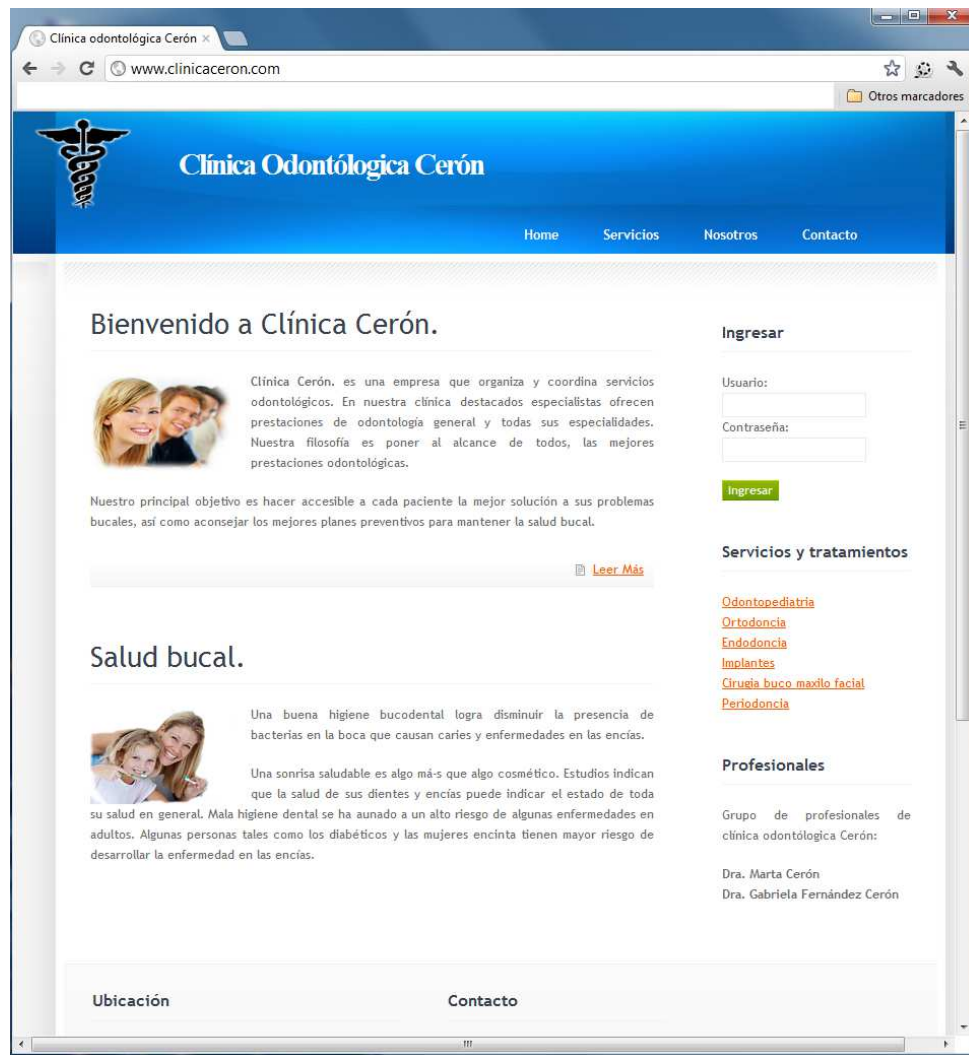 Clínica odontológica Cerón
www.clinicaceron.com
Otros marcadores
Clínica Odontólogica Cerón
Home Servicios Nosotros Contacto
Bienvenido a Clínica Cerón.
Clínica Cerón. es una empresa que organiza y coordina servicios
odontológicos. En nuestra clínica destacados especialistas ofrecen
prestaciones de odontología general y todas sus especialidades.
Nuestra filosofía es poner al alcance de todos, las mejores
prestaciones odontológicas.
Nuestro principal objetivo es hacer accesible a cada paciente la mejor solución a sus problemas
bucales, así como aconsejar los mejores planes preventivos para mantener la salud bucal.
Leer Más
Salud bucal.
Una buena higiene bucodental logra disminuir la presencia de
bacterias en la boca que causan caries y enfermedades en las encías.
Una sonrisa saludable es algo má-s que algo cosmético. Estudios indican
que la salud de sus dientes y encías puede indicar el estado de toda
su salud en general. Mala higiene dental se ha aunado a un alto riesgo de algunas enfermedades en
adultos. Algunas personas tales como los diabéticos y las mujeres encinta tienen mayor riesgo de
desarrollar la enfermedad en las encías.
Ingresar
Usuario:
Contraseña:
Ingresar
Servicios y tratamientos
Odontopediatria
Ortodoncia
Endodoncia
Implantes
Cirugia buco maxilo facial
Periodoncia
Profesionales
Grupo de profesionales de
clínica odontólogica Cerón:
Dra. Marta Cerón
Dra. Gabriela Fernández Cerón
Ubicación
Contacto